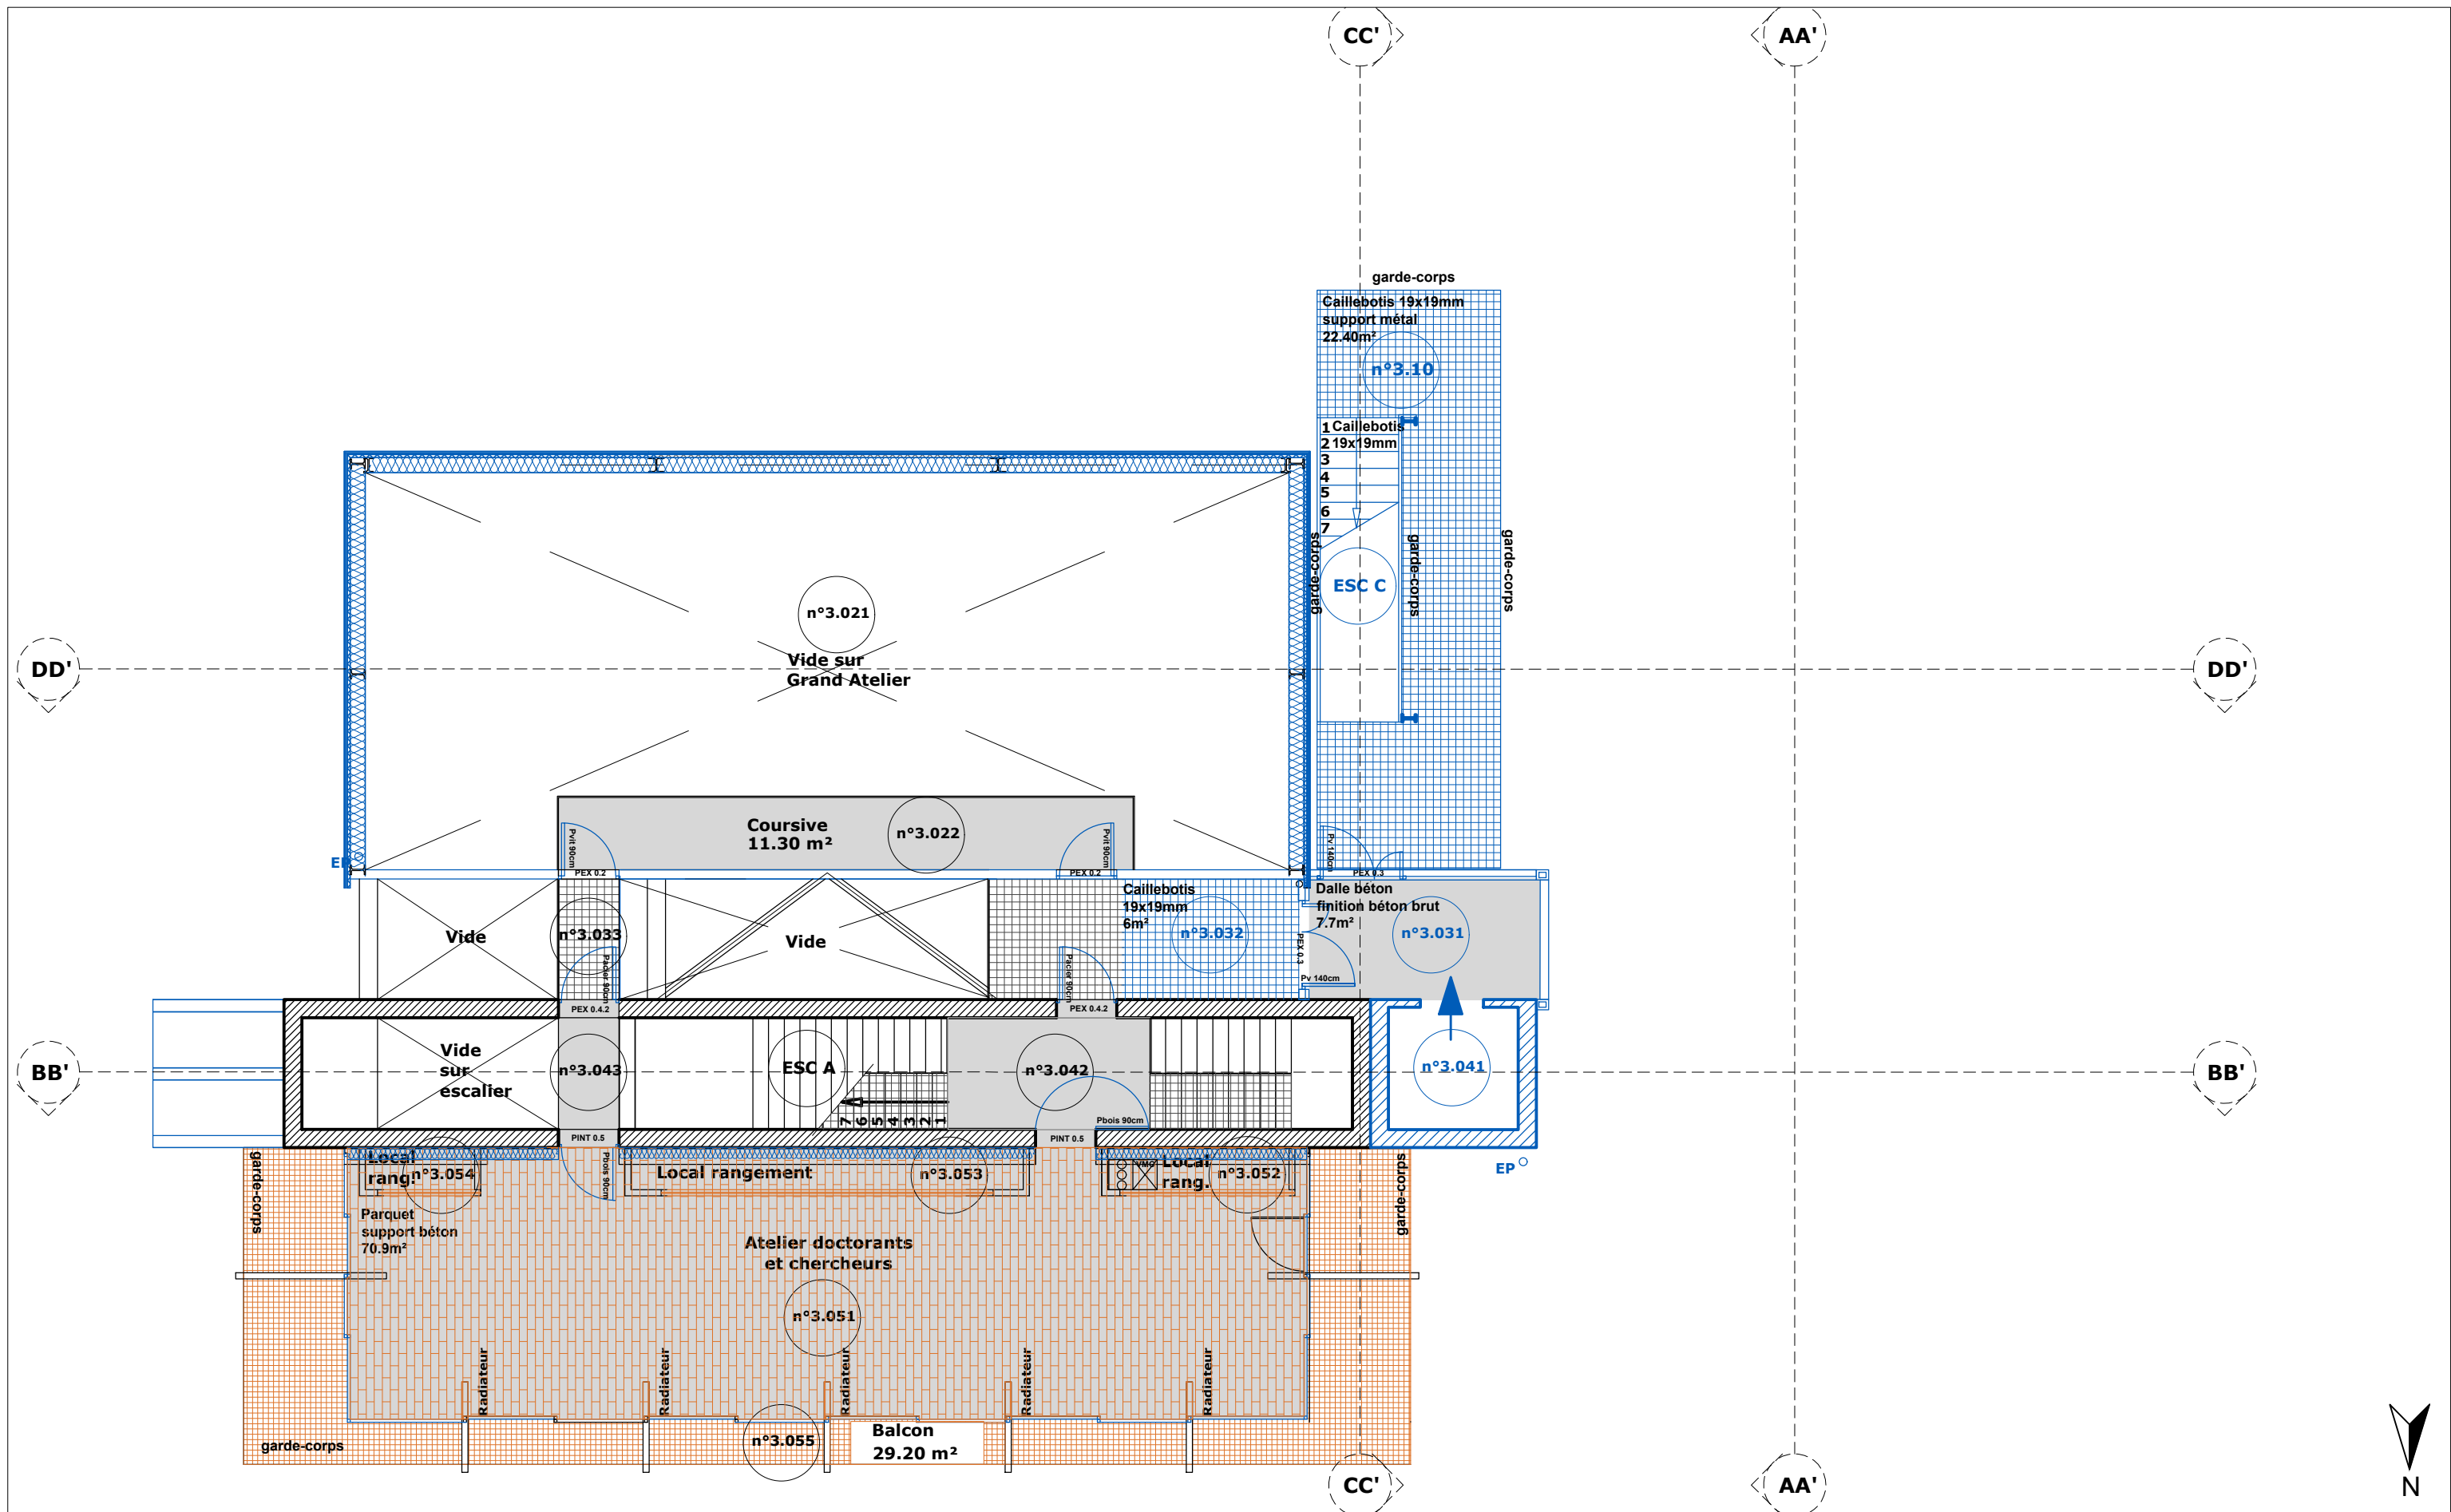 CC'
AA'
garde-corps
Caillebotis 19x19mm
support métal
22.40m²
n°3.10
1 Caillebotis
2 19x19mm
3
4
5
6
7
garde-corps
ESC C
garde-corps
garde-corps
n°3.021
Vide sur
Grand Atelier
DD'
DD'
Coursive
11.30 m²
n°3.022
Pvit 90cm
Pvit 90cm
Pv 140cm
EP
PEX 0.2
PEX 0.2
PEX 0.3
Caillebotis
19x19mm
6m²
Dalle béton
finition béton brut
7.7m²
Vide
n°3.033
Vide
n°3.032
n°3.031
PEX 0.3
Pacier 90cm
Pacier 90cm
Pv 140cm
PEX 0.4.2
PEX 0.4.2
Vide
sur
escalier
n°3.043
ESC A
n°3.042
n°3.041
BB'
BB'
7 6 5 4 3 2 1
Pbois 90cm
PINT 0.5
PINT 0.5
garde-corps
Local
rang.
n°3.054
Pbois 90cm
Local rangement
n°3.053
VMC
Local
rang.
n°3.052
garde-corps
EP
Parquet
support béton
70.9m²
Atelier doctorants
et chercheurs
n°3.051
Radiateur
Radiateur
Radiateur
Radiateur
Radiateur
garde-corps
n°3.055
Balcon
29.20 m²
CC'
AA'
N